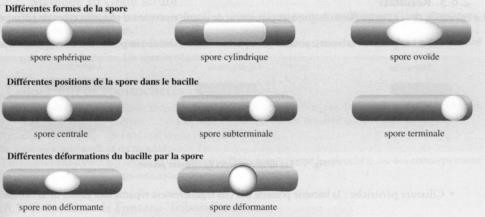 Différentes formes de la spore
spore sphérique
spore cylindrique
spore ovoïde
Différentes positions de la spore dans le bacille
spore centrale
spore subterminale
spore terminale
Différentes déformations du bacille par la spore
spore non déformante
spore déformante